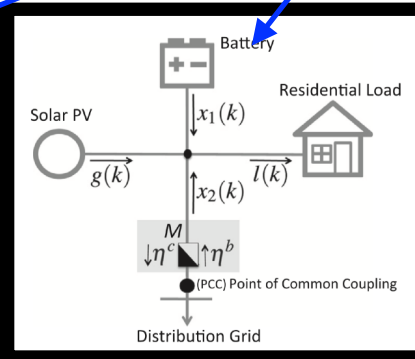 Battery
+ −
Residential Load
Solar PV
x₁(k)
g(k)
l(k)
x₂(k)
M
↓ηᶜ ↑ηᵇ
(PCC) Point of Common Coupling
Distribution Grid